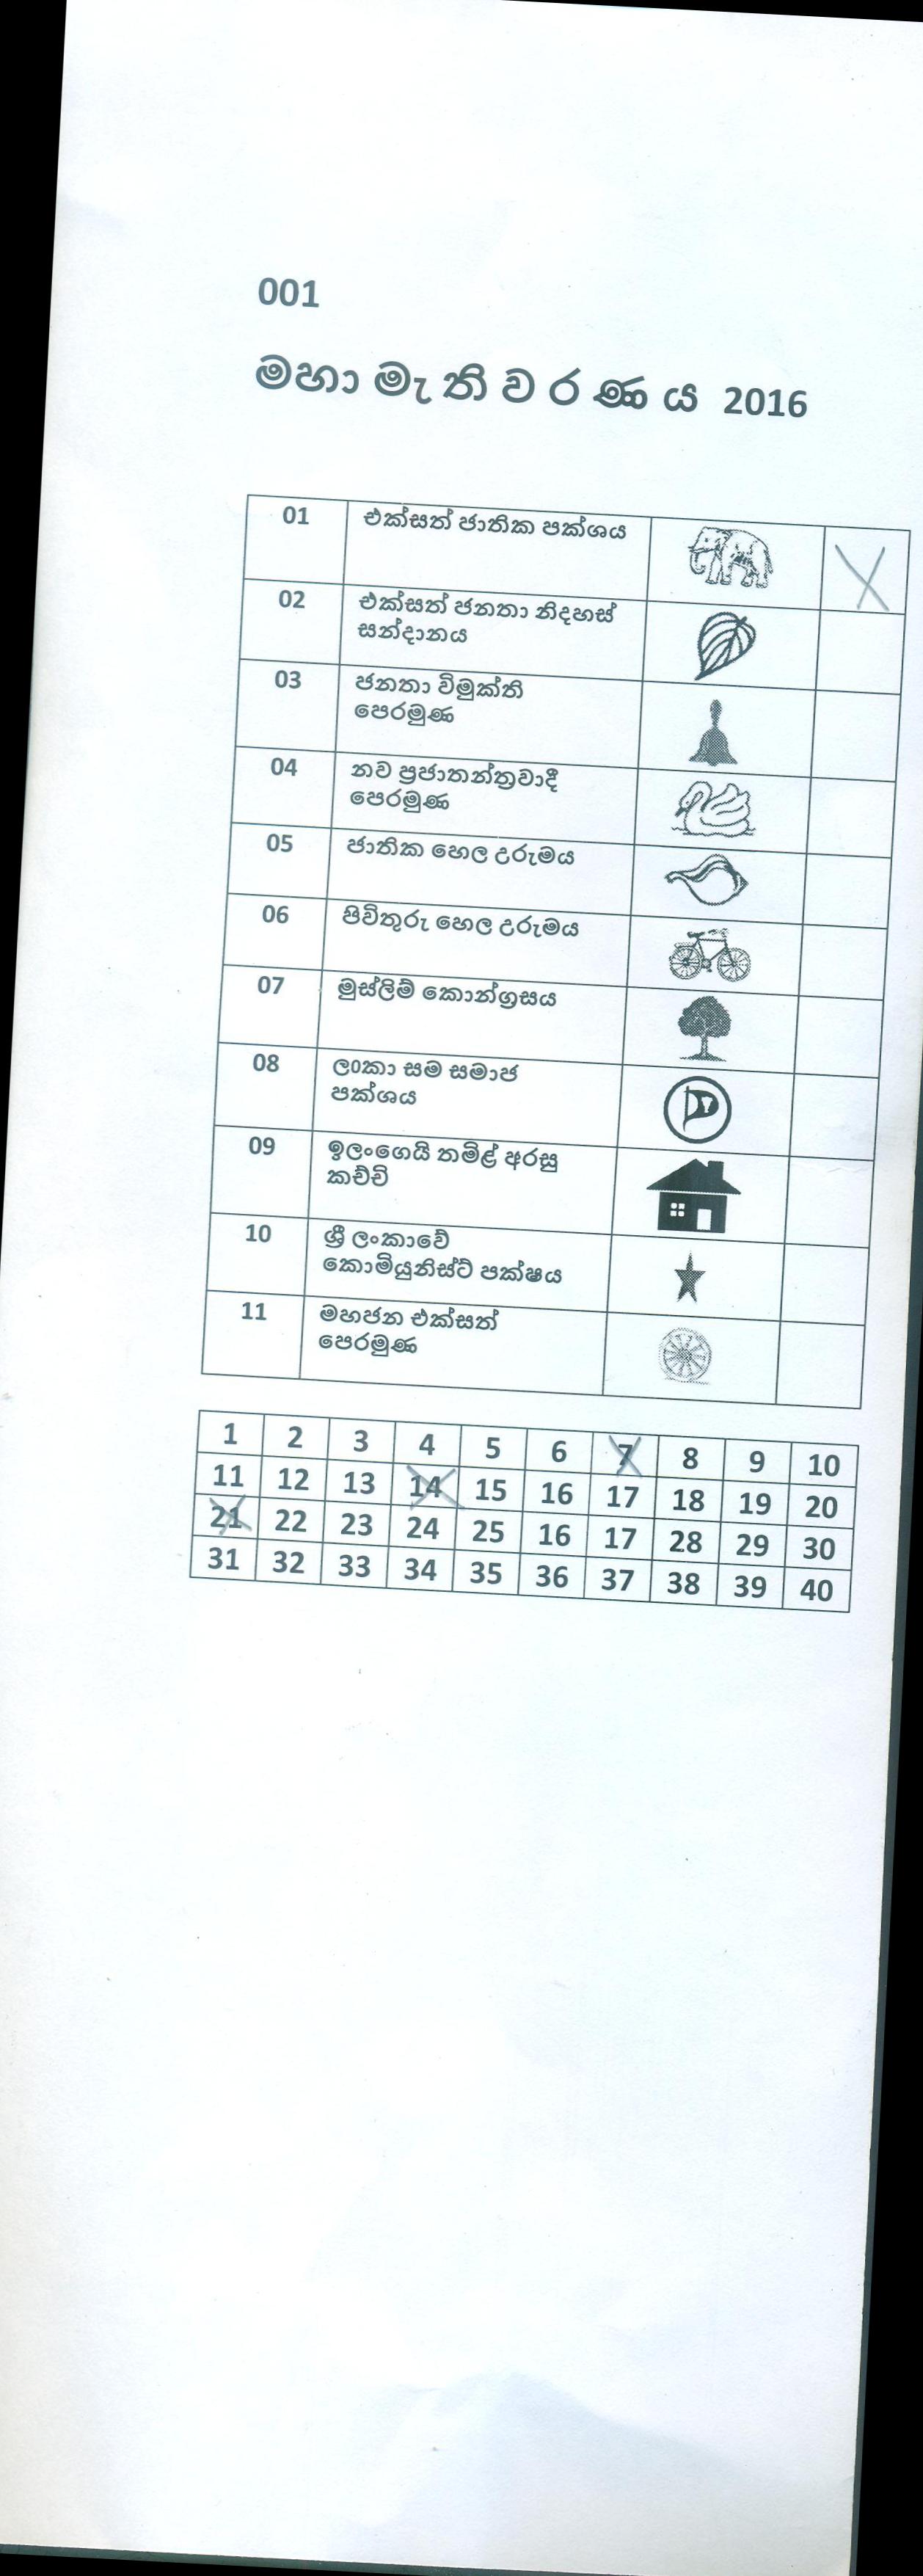 001
මහා මැ ති ව ර ණ ය 2016
01 එක්සත් ජාතික පක්ශය X
02 එක්සත් ජනතා නිදහස්
සන්දානය
03 ජනතා විමුක්ති
පෙරමුණ
04 නව ප්‍රජාතන්ත්‍රවාදී
පෙරමුණ
05 ජාතික හෙල උරුමය
06 පිවිතුරු හෙල උරුමය
07 මුස්ලිම් කොන්ග්‍රසය
08 ල0කා සම සමාජ
පක්ශය
09 ඉලංගෙයි තමිළ් අරසු
කච්චි
10 ශ්‍රී ලංකාවේ
කොමියුනිස්ට් පක්ෂය
11 මහජන එක්සත්
පෙරමුණ
1 2 3 4 5 6 7 8 9 10
11 12 13 14 15 16 17 18 19 20
21 22 23 24 25 16 17 28 29 30
31 32 33 34 35 36 37 38 39 40